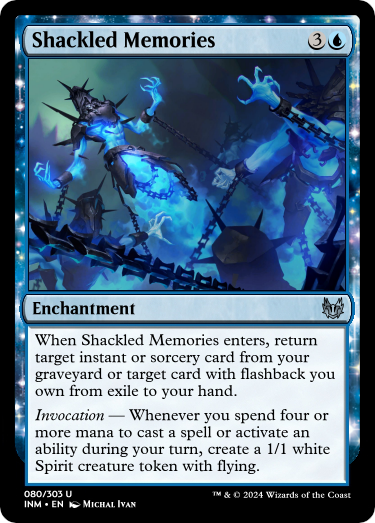 Shackled Memories 3
Enchantment
When Shackled Memories enters, return
target instant or sorcery card from your
graveyard or target card with flashback you
own from exile to your hand.
Invocation — Whenever you spend four or
more mana to cast a spell or activate an
ability during your turn, create a 1/1 white
Spirit creature token with flying.
080/303 U
INM • EN Michal Ivan
™ & © 2024 Wizards of the Coast